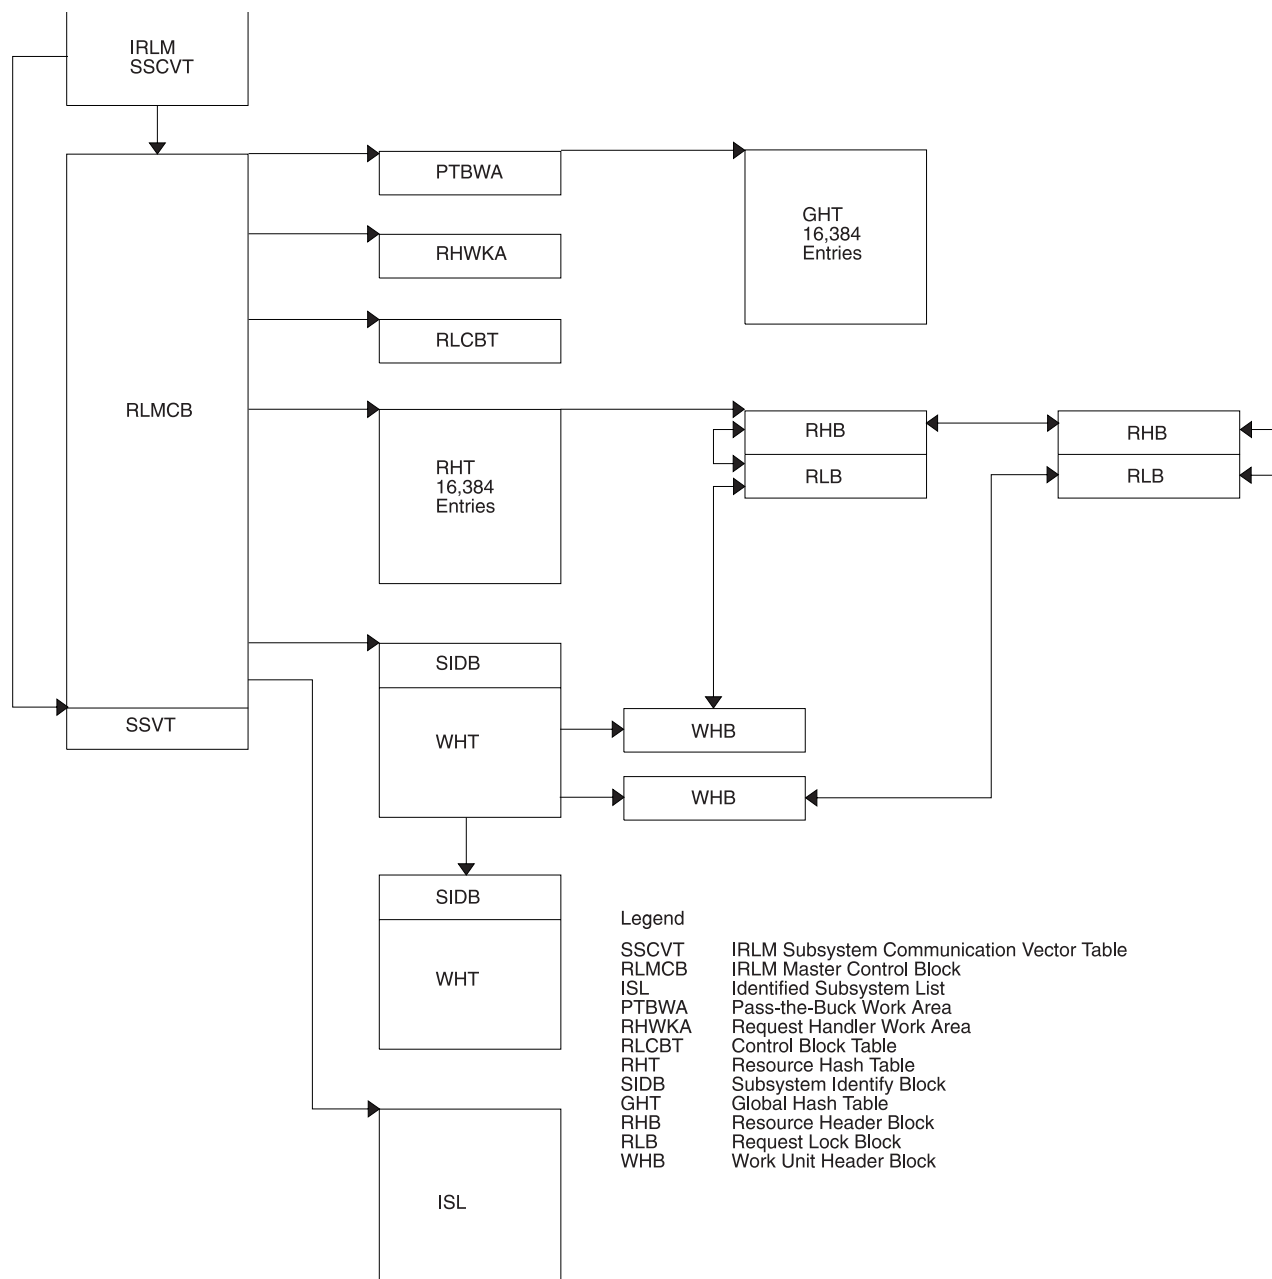 IRLM
SSCVT
PTBWA
GHT
16,384
Entries
RHWKA
RLCBT
RLMCB
RHT
16,384
Entries
RHB
RLB
RHB
RLB
SIDB
WHT
SSVT
WHB
WHB
SIDB
WHT
ISL
Legend
SSCVT IRLM Subsystem Communication Vector Table
RLMCB IRLM Master Control Block
ISL Identified Subsystem List
PTBWA Pass-the-Buck Work Area
RHWKA Request Handler Work Area
RLCBT Control Block Table
RHT Resource Hash Table
SIDB Subsystem Identify Block
GHT Global Hash Table
RHB Resource Header Block
RLB Request Lock Block
WHB Work Unit Header Block